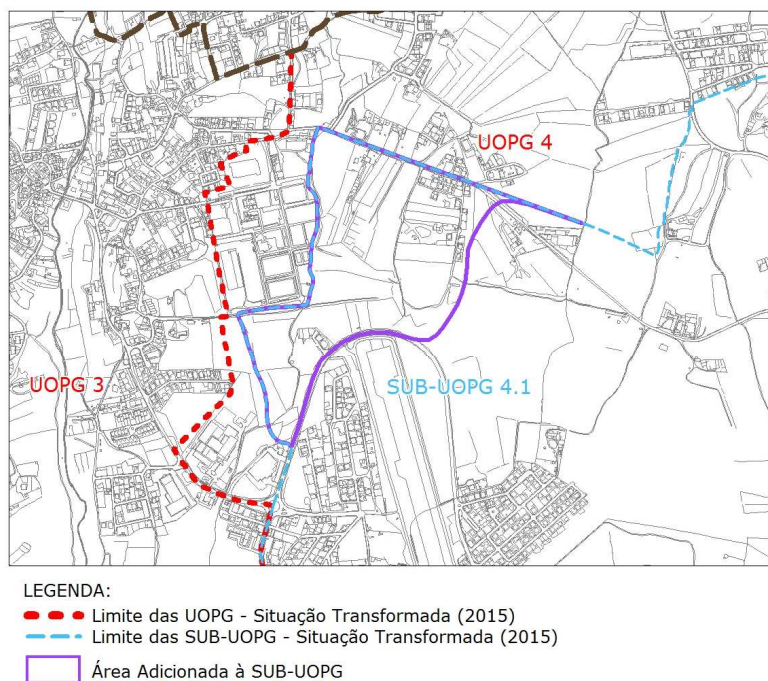 UOPG 4
UOPG 3
SUB-UOPG 4.1
LEGENDA:
Limite das UOPG - Situação Transformada (2015)
Limite das SUB-UOPG - Situação Transformada (2015)
Área Adicionada à SUB-UOPG